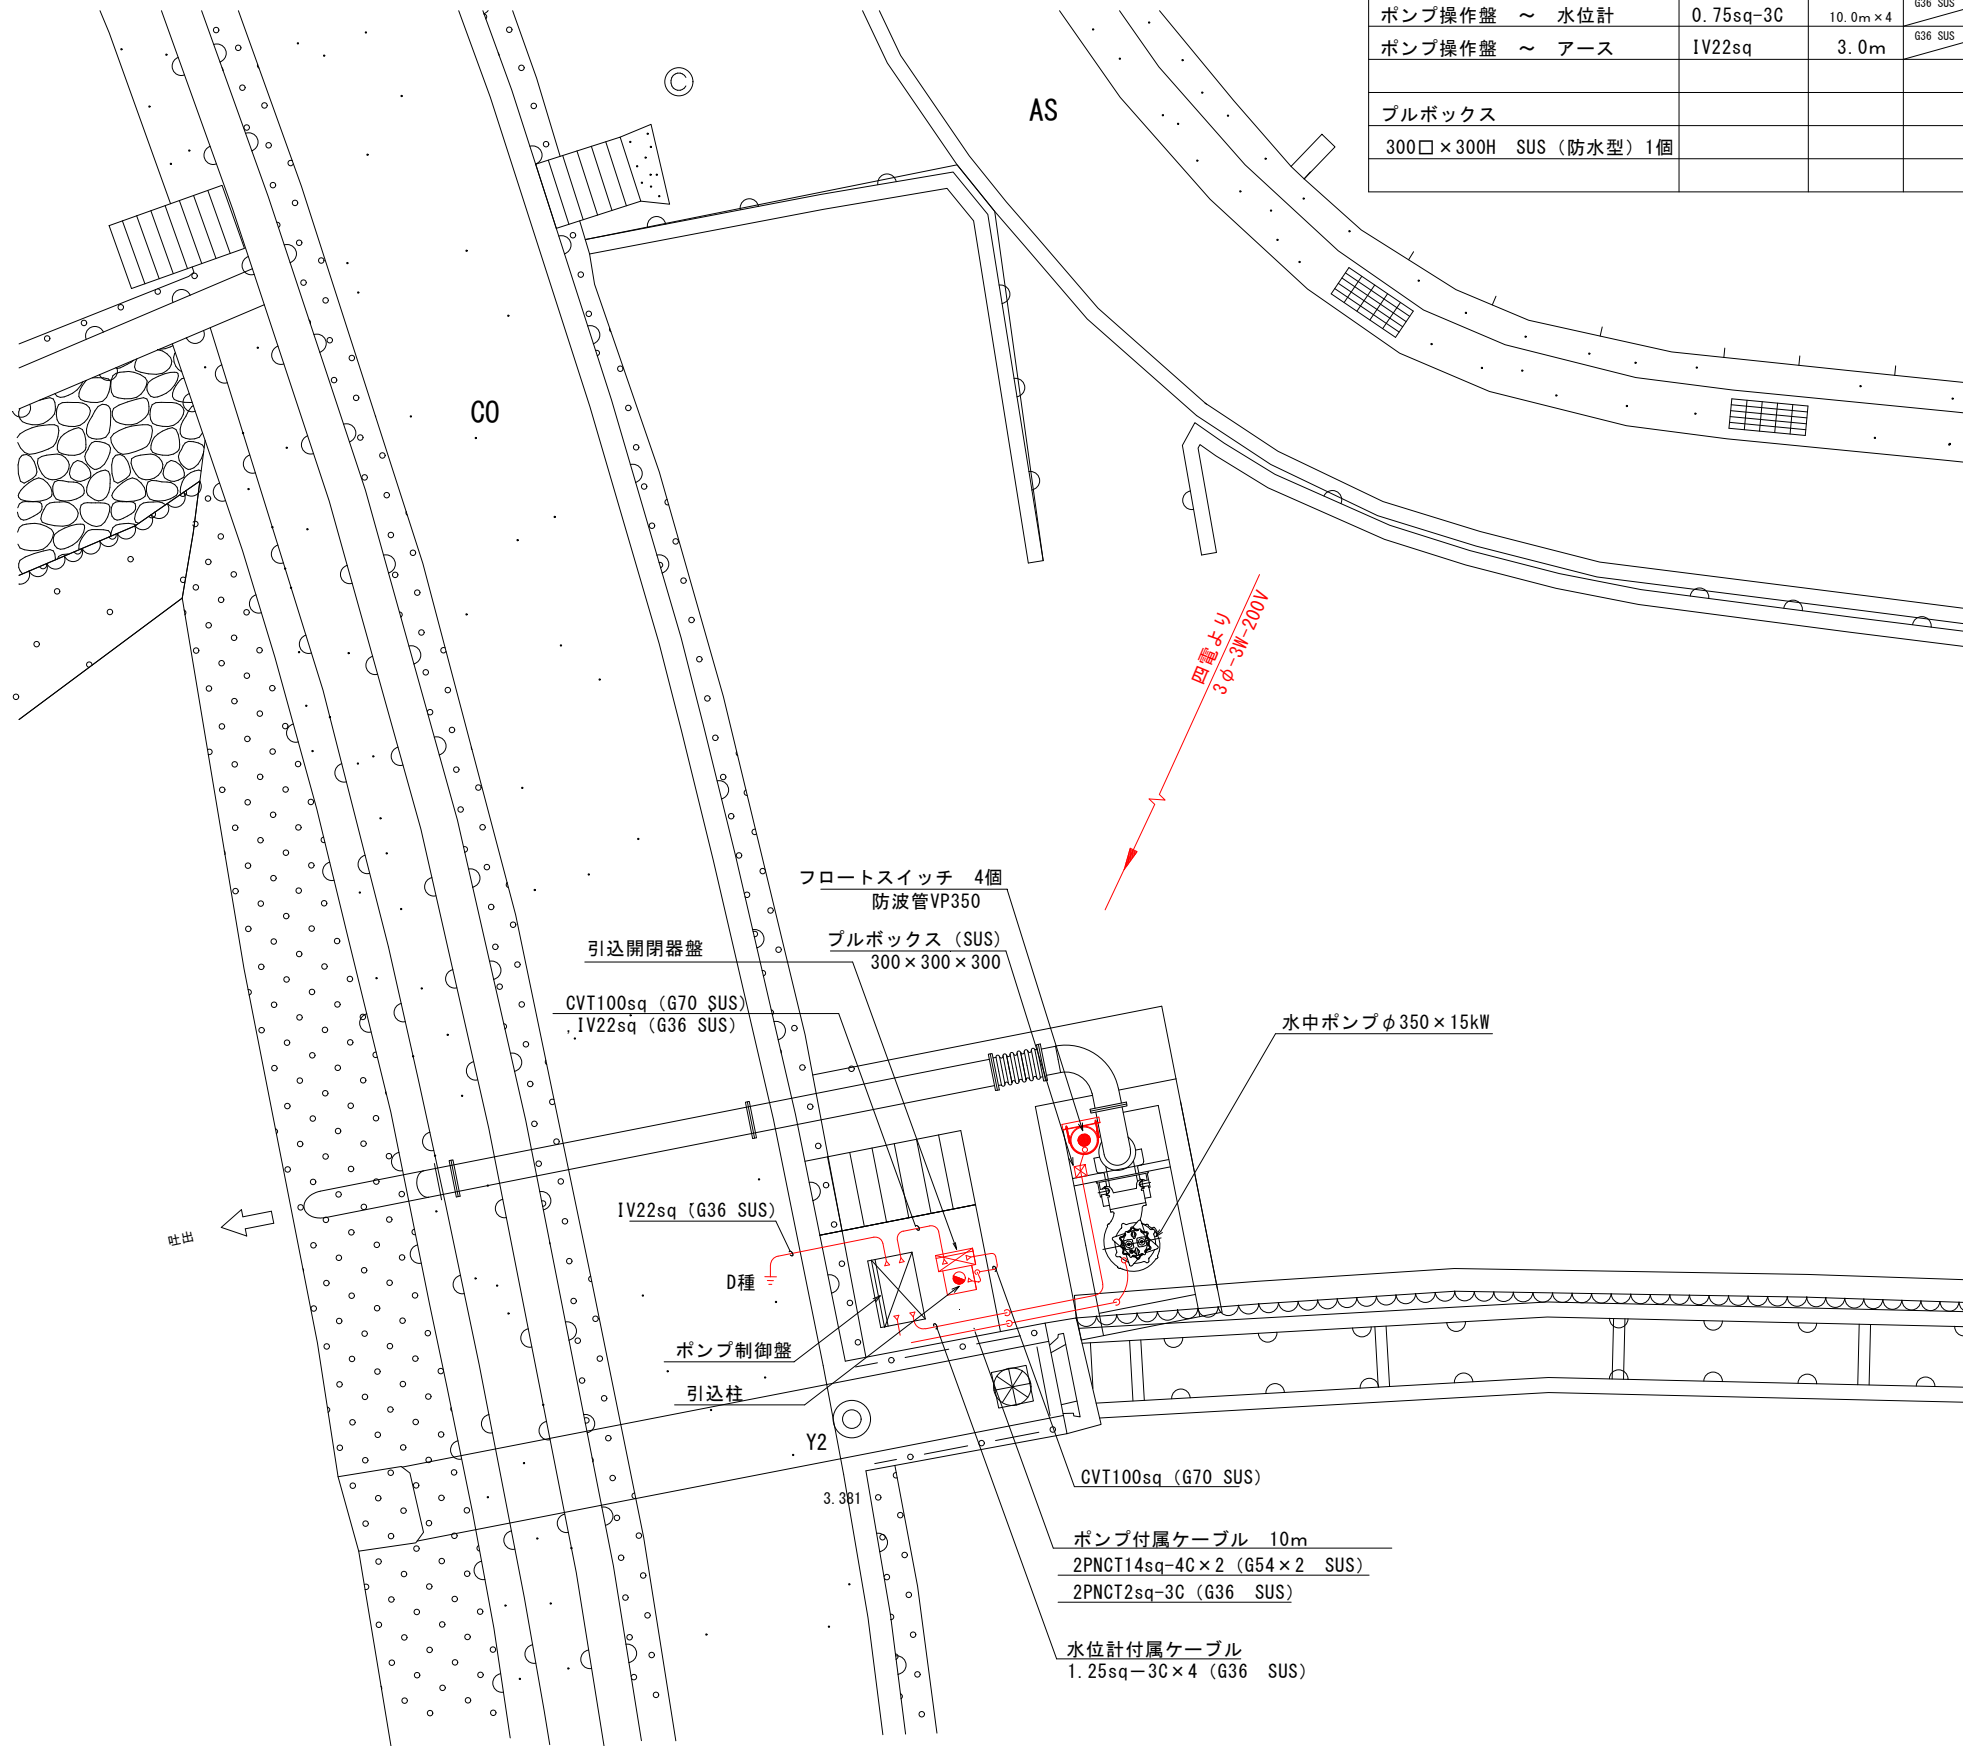 ポンプ操作盤　～　水位計 0.75sq-3C 10.0m×4 G36 SUS
ポンプ操作盤　～　アース IV22sq 3.0m G36 SUS
プルボックス
300□×300H　SUS（防水型）1個
AS
CO
四電より
3φ-3W-200V
フロートスイッチ　4個
防波管VP350
引込開閉器盤
プルボックス（SUS）
300×300×300
CVT100sq（G70 SUS）
IV22sq（G36 SUS）
水中ポンプφ350×15kW
IV22sq（G36 SUS）
吐出
D種
ポンプ制御盤
引込柱
Y2
3.381
CVT100sq（G70 SUS）
ポンプ付属ケーブル　10m
2PNCT14sq-4C×2（G54×2　SUS）
2PNCT2sq-3C（G36　SUS）
水位計付属ケーブル
1.25sq－3C×4（G36　SUS）